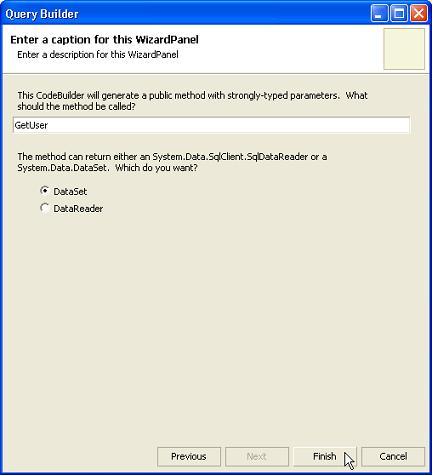 Query Builder
Enter a caption for this WizardPanel
Enter a description for this WizardPanel
This CodeBuilder will generate a public method with strongly-typed parameters.  What
should the method be called?
GetUser
The method can return either an System.Data.SqlClient.SqlDataReader or a
System.Data.DataSet.  Which do you want?
DataSet
DataReader
Previous Next Finish Cancel